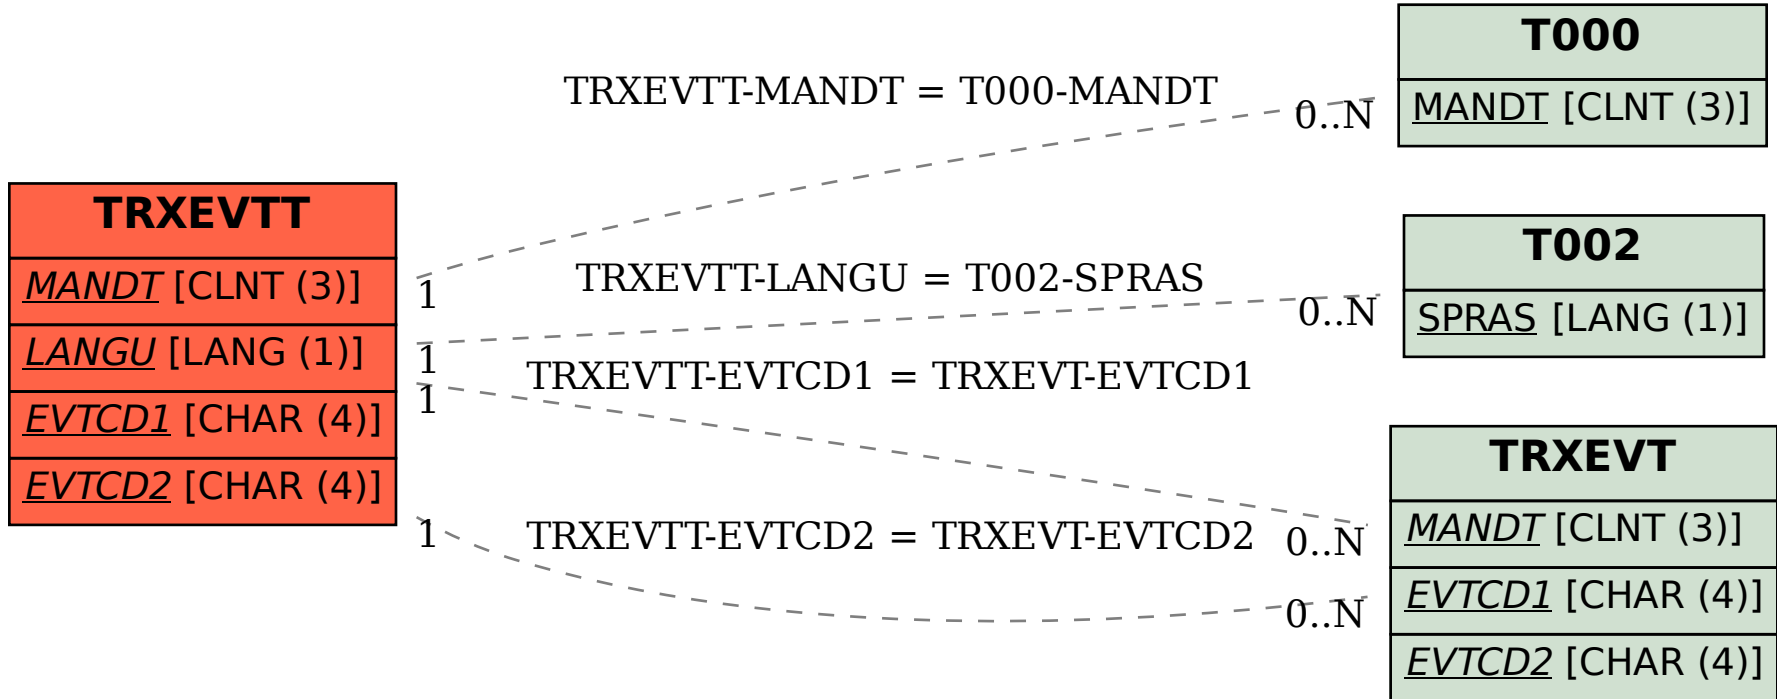 TRXEVTT
MANDT [CLNT (3)]
LANGU [LANG (1)]
EVTCD1 [CHAR (4)]
EVTCD2 [CHAR (4)]
TRXEVTT-MANDT = T000-MANDT
1
0..N
TRXEVTT-LANGU = T002-SPRAS
1
0..N
TRXEVTT-EVTCD1 = TRXEVT-EVTCD1
1
0..N
TRXEVTT-EVTCD2 = TRXEVT-EVTCD2
1
0..N
T000
MANDT [CLNT (3)]
T002
SPRAS [LANG (1)]
TRXEVT
MANDT [CLNT (3)]
EVTCD1 [CHAR (4)]
EVTCD2 [CHAR (4)]